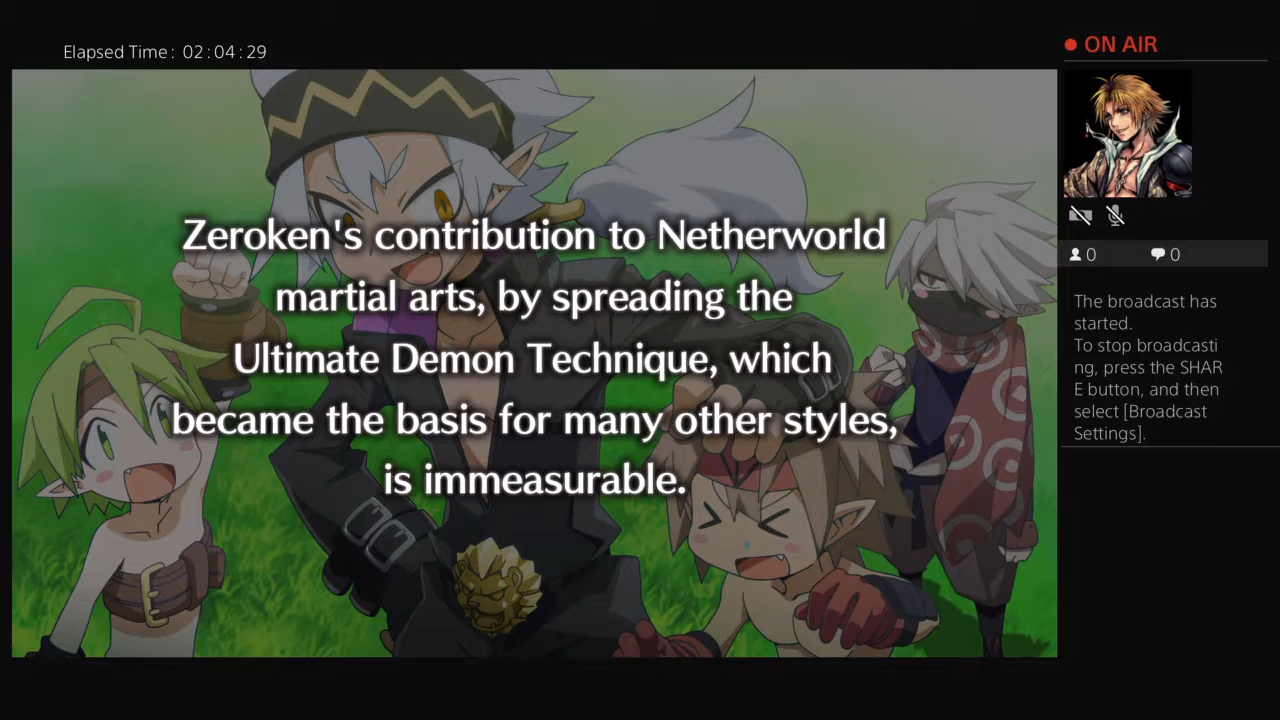 Elapsed Time: 02:04:29
ON AIR
Zeroken's contribution to Netherworld
martial arts, by spreading the
Ultimate Demon Technique, which
became the basis for many other styles,
is immeasurable.
0 0
The broadcast has
started.
To stop broadcasti
ng, press the SHAR
E button, and then
select [Broadcast
Settings].